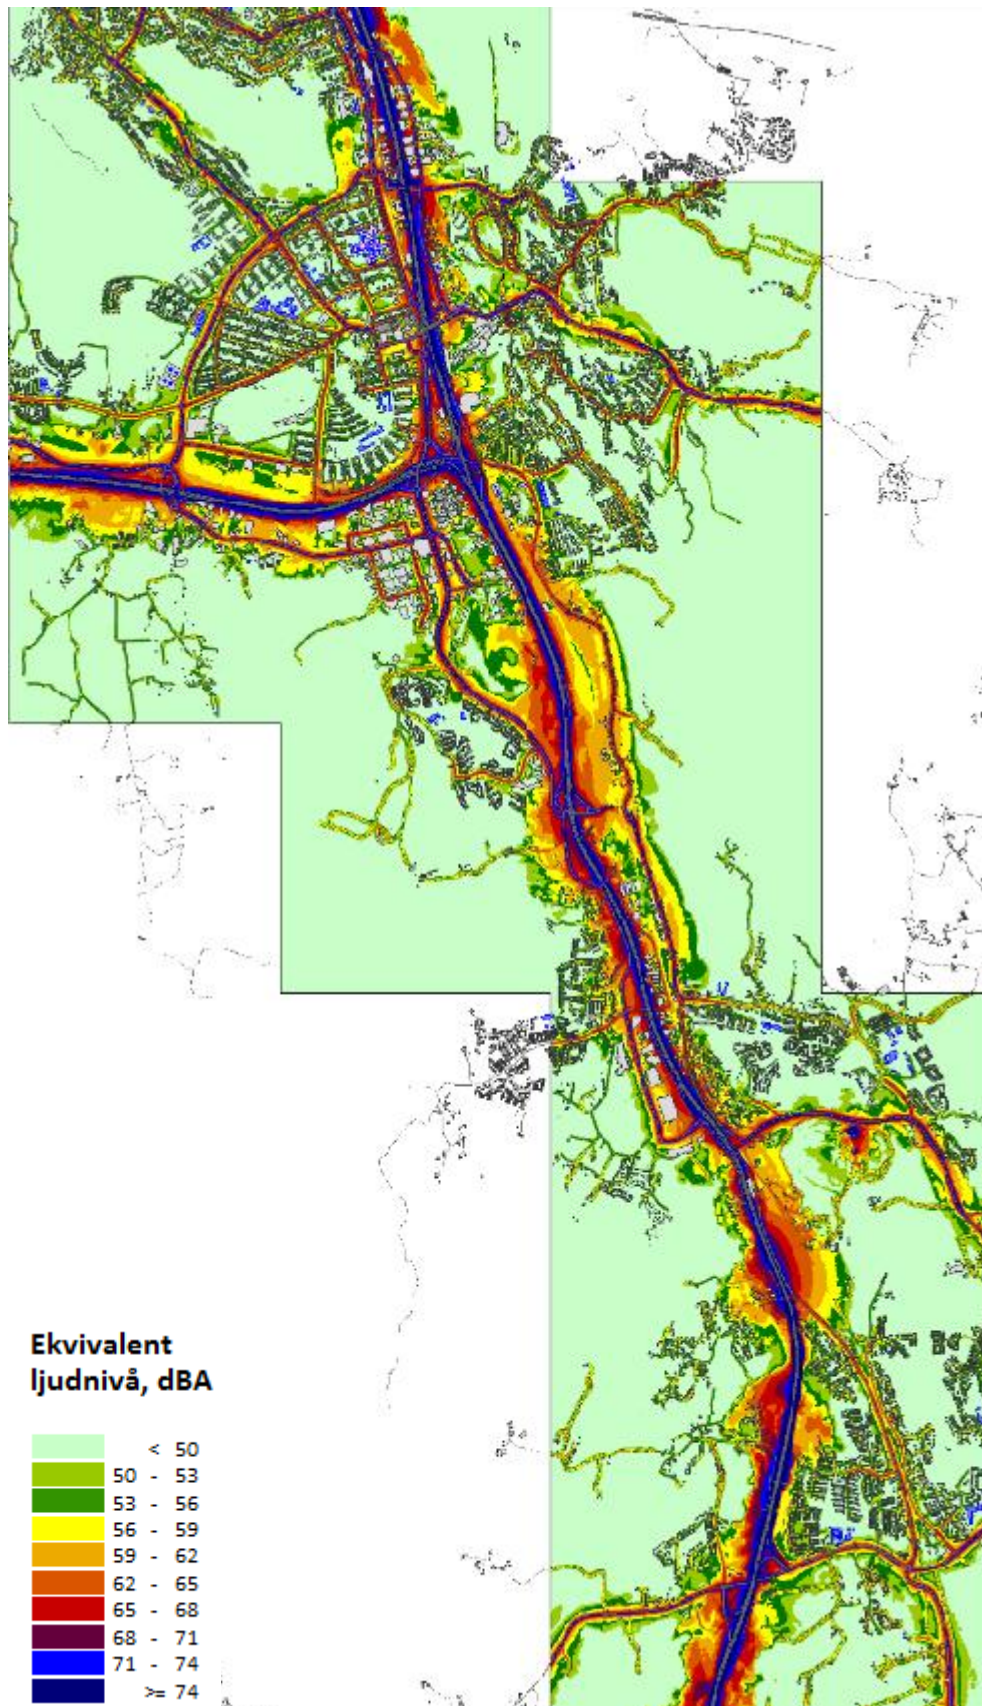 Ekvivalent
ljudnivå, dBA
< 50
50 - 53
53 - 56
56 - 59
59 - 62
62 - 65
65 - 68
68 - 71
71 - 74
>= 74